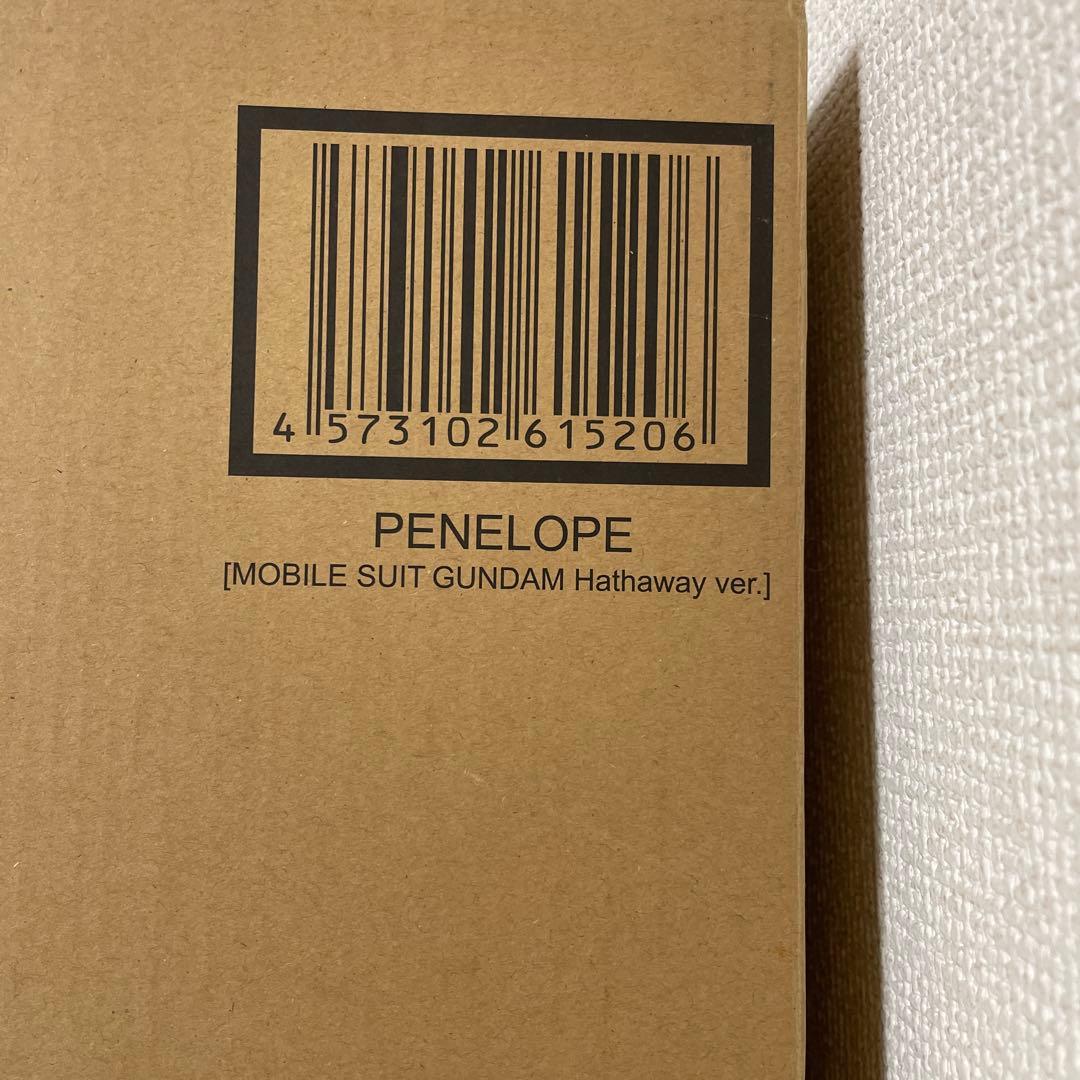 4 573102 615206
PENELOPE
[MOBILE SUIT GUNDAM Hathaway ver.]